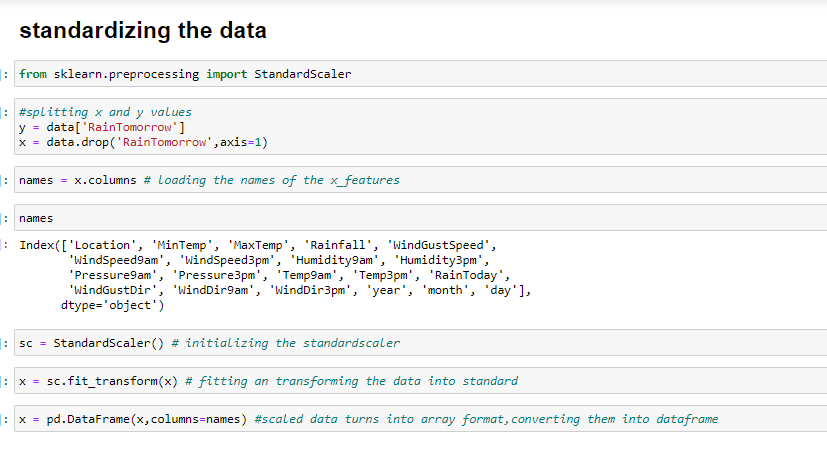 standardizing the data
]: from sklearn.preprocessing import StandardScaler
]: #splitting x and y values
y = data['RainTomorrow']
x = data.drop('RainTomorrow',axis=1)
]: names = x.columns # loading the names of the x_features
]: names
]: Index(['Location', 'MinTemp', 'MaxTemp', 'Rainfall', 'WindGustSpeed',
'WindSpeed9am', 'WindSpeed3pm', 'Humidity9am', 'Humidity3pm',
'Pressure9am', 'Pressure3pm', 'Temp9am', 'Temp3pm', 'RainToday',
'WindGustDir', 'WindDir9am', 'WindDir3pm', 'year', 'month', 'day'],
dtype='object')
]: sc = StandardScaler() # initializing the standardscaler
]: x = sc.fit_transform(x) # fitting an transforming the data into standard
]: x = pd.DataFrame(x,columns=names) #scaled data turns into array format,converting them into dataframe